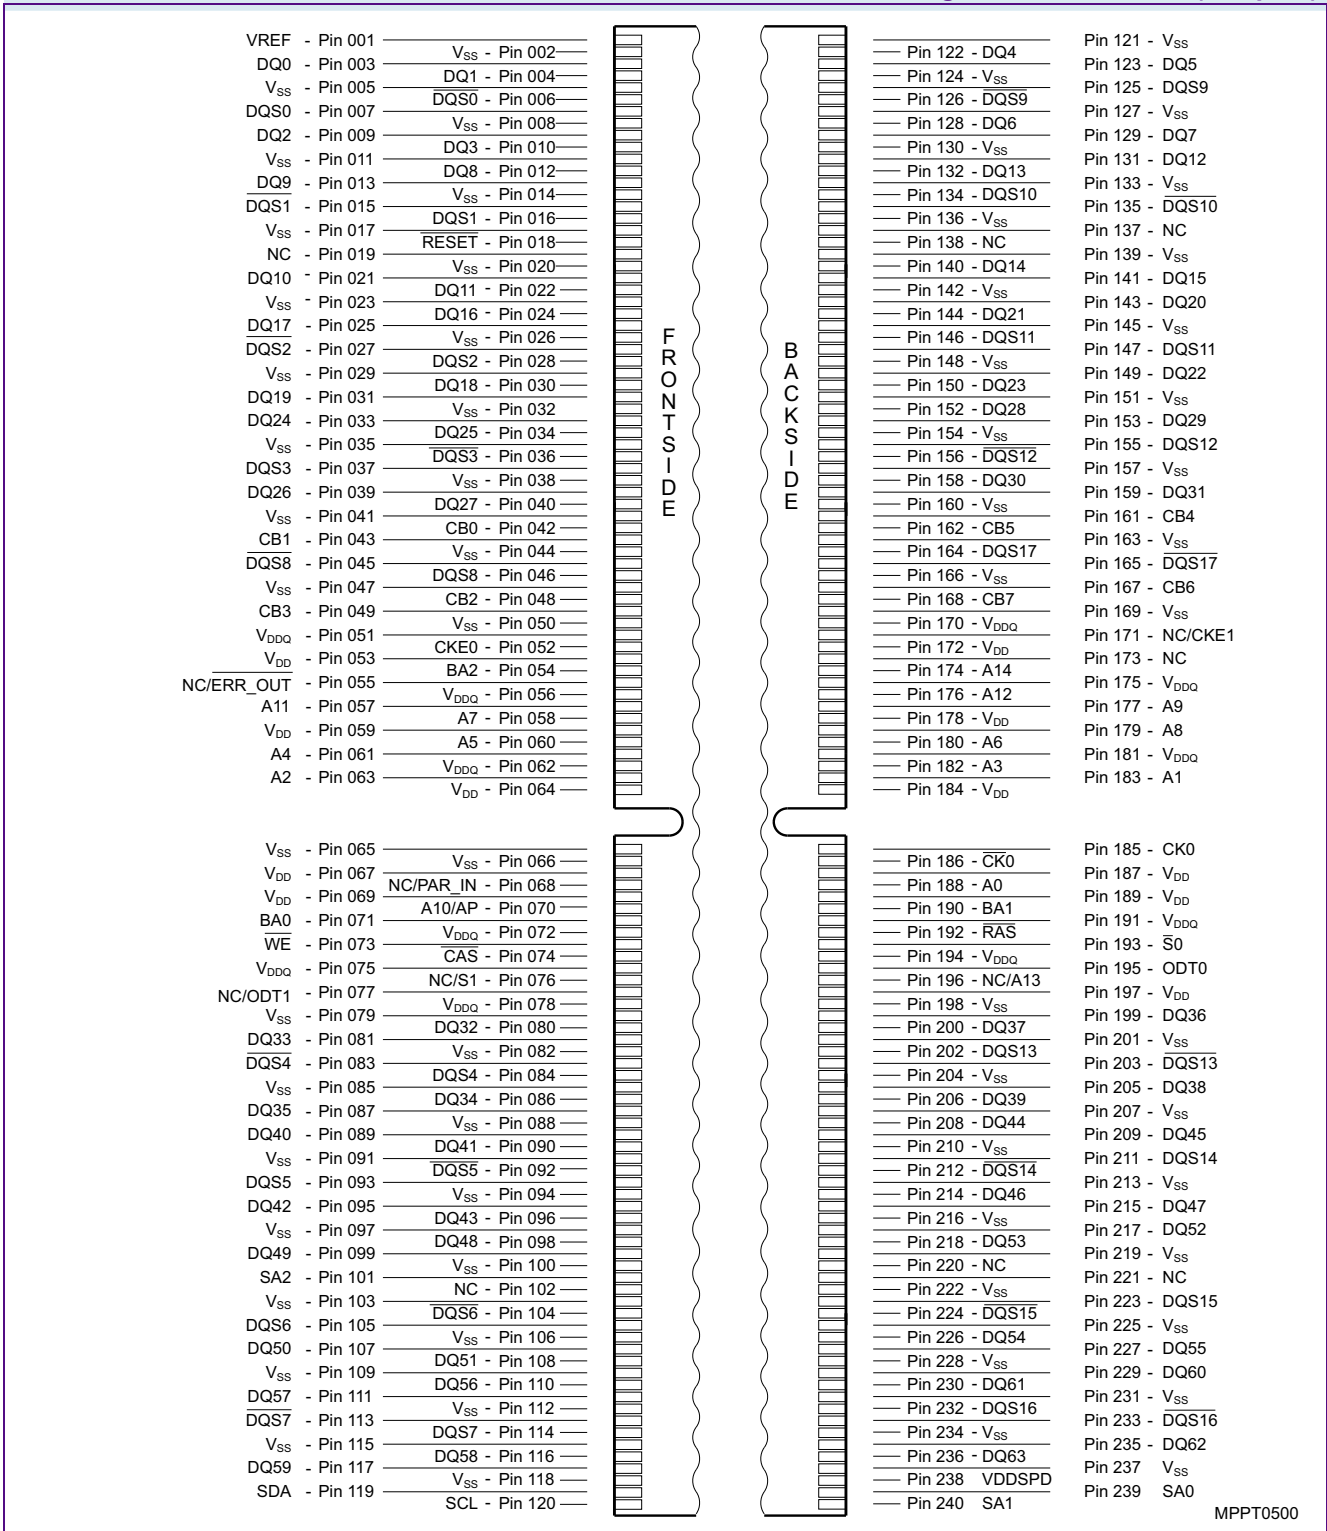 VREF - Pin 001 Pin 121 - VSS
VSS - Pin 002 Pin 122 - DQ4
DQ0 - Pin 003 Pin 123 - DQ5
DQ1 - Pin 004 Pin 124 - VSS
VSS - Pin 005 Pin 125 - DQS9
DQS0 - Pin 006 Pin 126 - DQS9
DQS0 - Pin 007 Pin 127 - VSS
VSS - Pin 008 Pin 128 - DQ6
DQ2 - Pin 009 Pin 129 - DQ7
DQ3 - Pin 010 Pin 130 - VSS
VSS - Pin 011 Pin 131 - DQ12
DQ8 - Pin 012 Pin 132 - DQ13
DQ9 - Pin 013 Pin 133 - VSS
VSS - Pin 014 Pin 134 - DQS10
DQS1 - Pin 015 Pin 135 - DQS10
DQS1 - Pin 016 Pin 136 - VSS
VSS - Pin 017 Pin 137 - NC
RESET - Pin 018 Pin 138 - NC
NC - Pin 019 Pin 139 - VSS
VSS - Pin 020 Pin 140 - DQ14
DQ10 - Pin 021 Pin 141 - DQ15
DQ11 - Pin 022 Pin 142 - VSS
VSS - Pin 023 Pin 143 - DQ20
DQ16 - Pin 024 Pin 144 - DQ21
DQ17 - Pin 025 Pin 145 - VSS
VSS - Pin 026 Pin 146 - DQS11
DQS2 - Pin 027 Pin 147 - DQS11
DQS2 - Pin 028 Pin 148 - VSS
VSS - Pin 029 Pin 149 - DQ22
DQ18 - Pin 030 Pin 150 - DQ23
DQ19 - Pin 031 Pin 151 - VSS
VSS - Pin 032 Pin 152 - DQ28
DQ24 - Pin 033 Pin 153 - DQ29
DQ25 - Pin 034 Pin 154 - VSS
VSS - Pin 035 Pin 155 - DQS12
DQS3 - Pin 036 Pin 156 - DQS12
DQS3 - Pin 037 Pin 157 - VSS
VSS - Pin 038 Pin 158 - DQ30
DQ26 - Pin 039 Pin 159 - DQ31
DQ27 - Pin 040 Pin 160 - VSS
VSS - Pin 041 Pin 161 - CB4
CB0 - Pin 042 Pin 162 - CB5
CB1 - Pin 043 Pin 163 - VSS
VSS - Pin 044 Pin 164 - DQS17
DQS8 - Pin 045 Pin 165 - DQS17
DQS8 - Pin 046 Pin 166 - VSS
VSS - Pin 047 Pin 167 - CB6
CB2 - Pin 048 Pin 168 - CB7
CB3 - Pin 049 Pin 169 - VSS
VSS - Pin 050 Pin 170 - VDDQ
VDDQ - Pin 051 Pin 171 - NC/CKE1
CKE0 - Pin 052 Pin 172 - VDD
VDD - Pin 053 Pin 173 - NC
BA2 - Pin 054 Pin 174 - A14
NC/ERR_OUT - Pin 055 Pin 175 - VDDQ
VDDQ - Pin 056 Pin 176 - A12
A11 - Pin 057 Pin 177 - A9
A7 - Pin 058 Pin 178 - VDD
VDD - Pin 059 Pin 179 - A8
A5 - Pin 060 Pin 180 - A6
A4 - Pin 061 Pin 181 - VDDQ
VDDQ - Pin 062 Pin 182 - A3
A2 - Pin 063 Pin 183 - A1
VDD - Pin 064 Pin 184 - VDD
FRONTSIDE
BACKSIDE
VSS - Pin 065 Pin 185 - CK0
VSS - Pin 066 Pin 186 - CK0
VDD - Pin 067 Pin 187 - VDD
NC/PAR_IN - Pin 068 Pin 188 - A0
VDD - Pin 069 Pin 189 - VDD
A10/AP - Pin 070 Pin 190 - BA1
BA0 - Pin 071 Pin 191 - VDDQ
VDDQ - Pin 072 Pin 192 - RAS
WE - Pin 073 Pin 193 - S0
CAS - Pin 074 Pin 194 - VDDQ
VDDQ - Pin 075 Pin 195 - ODT0
NC/S1 - Pin 076 Pin 196 - NC/A13
NC/ODT1 - Pin 077 Pin 197 - VDD
VDDQ - Pin 078 Pin 198 - VSS
VSS - Pin 079 Pin 199 - DQ36
DQ32 - Pin 080 Pin 200 - DQ37
DQ33 - Pin 081 Pin 201 - VSS
VSS - Pin 082 Pin 202 - DQS13
DQS4 - Pin 083 Pin 203 - DQS13
DQS4 - Pin 084 Pin 204 - VSS
VSS - Pin 085 Pin 205 - DQ38
DQ34 - Pin 086 Pin 206 - DQ39
DQ35 - Pin 087 Pin 207 - VSS
VSS - Pin 088 Pin 208 - DQ44
DQ40 - Pin 089 Pin 209 - DQ45
DQ41 - Pin 090 Pin 210 - VSS
VSS - Pin 091 Pin 211 - DQS14
DQS5 - Pin 092 Pin 212 - DQS14
DQS5 - Pin 093 Pin 213 - VSS
VSS - Pin 094 Pin 214 - DQ46
DQ42 - Pin 095 Pin 215 - DQ47
DQ43 - Pin 096 Pin 216 - VSS
VSS - Pin 097 Pin 217 - DQ52
DQ48 - Pin 098 Pin 218 - DQ53
DQ49 - Pin 099 Pin 219 - VSS
VSS - Pin 100 Pin 220 - NC
SA2 - Pin 101 Pin 221 - NC
NC - Pin 102 Pin 222 - VSS
VSS - Pin 103 Pin 223 - DQS15
DQS6 - Pin 104 Pin 224 - DQS15
DQS6 - Pin 105 Pin 225 - VSS
VSS - Pin 106 Pin 226 - DQ54
DQ50 - Pin 107 Pin 227 - DQ55
DQ51 - Pin 108 Pin 228 - VSS
VSS - Pin 109 Pin 229 - DQ60
DQ56 - Pin 110 Pin 230 - DQ61
DQ57 - Pin 111 Pin 231 - VSS
VSS - Pin 112 Pin 232 - DQS16
DQS7 - Pin 113 Pin 233 - DQS16
DQS7 - Pin 114 Pin 234 - VSS
VSS - Pin 115 Pin 235 - DQ62
DQ58 - Pin 116 Pin 236 - DQ63
DQ59 - Pin 117 Pin 237 VSS
VSS - Pin 118 Pin 238 VDDSPD
SDA - Pin 119 Pin 239 SA0
SCL - Pin 120 Pin 240 SA1
MPPT0500